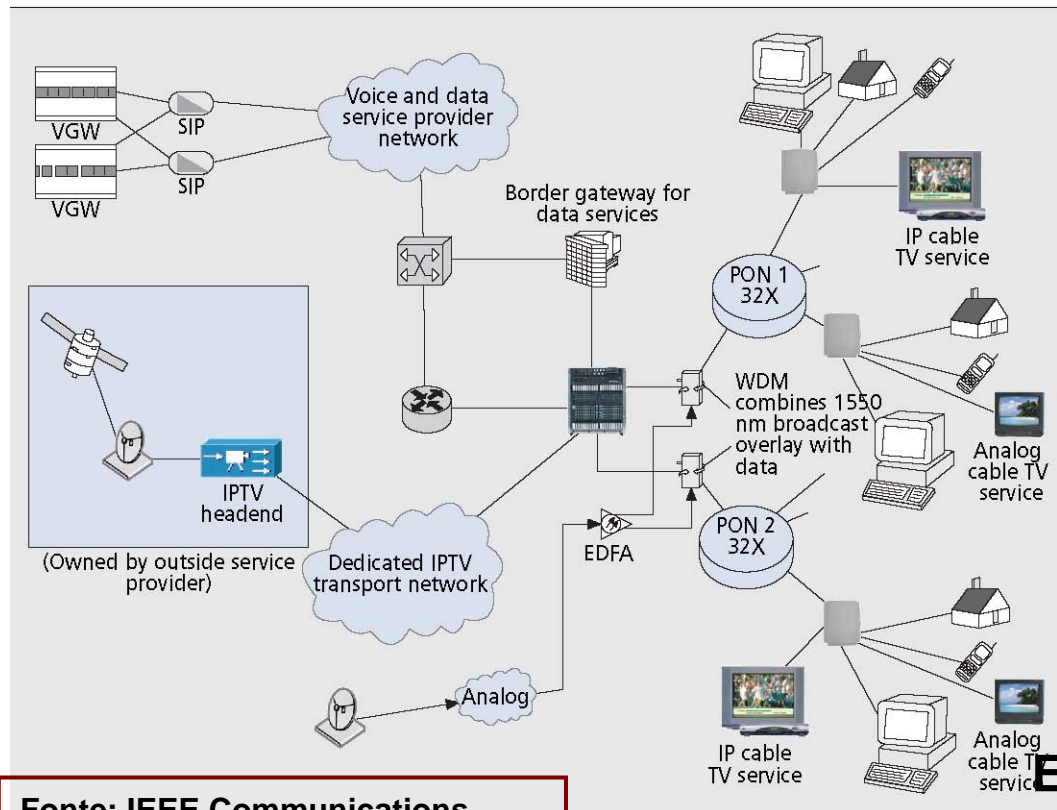 VGW
SIP
VGW
SIP
Voice and data
service provider
network
Border gateway for
data services
IP cable
TV service
PON 1
32X
WDM
combines 1550
nm broadcast
overlay with
data
Analog
cable TV
service
IPTV
headend
(Owned by outside service
provider)
Dedicated IPTV
transport network
EDFA
PON 2
32X
Analog
IP cable
TV service
Analog
cable TV
service
E
Fonte: IEEE Communications